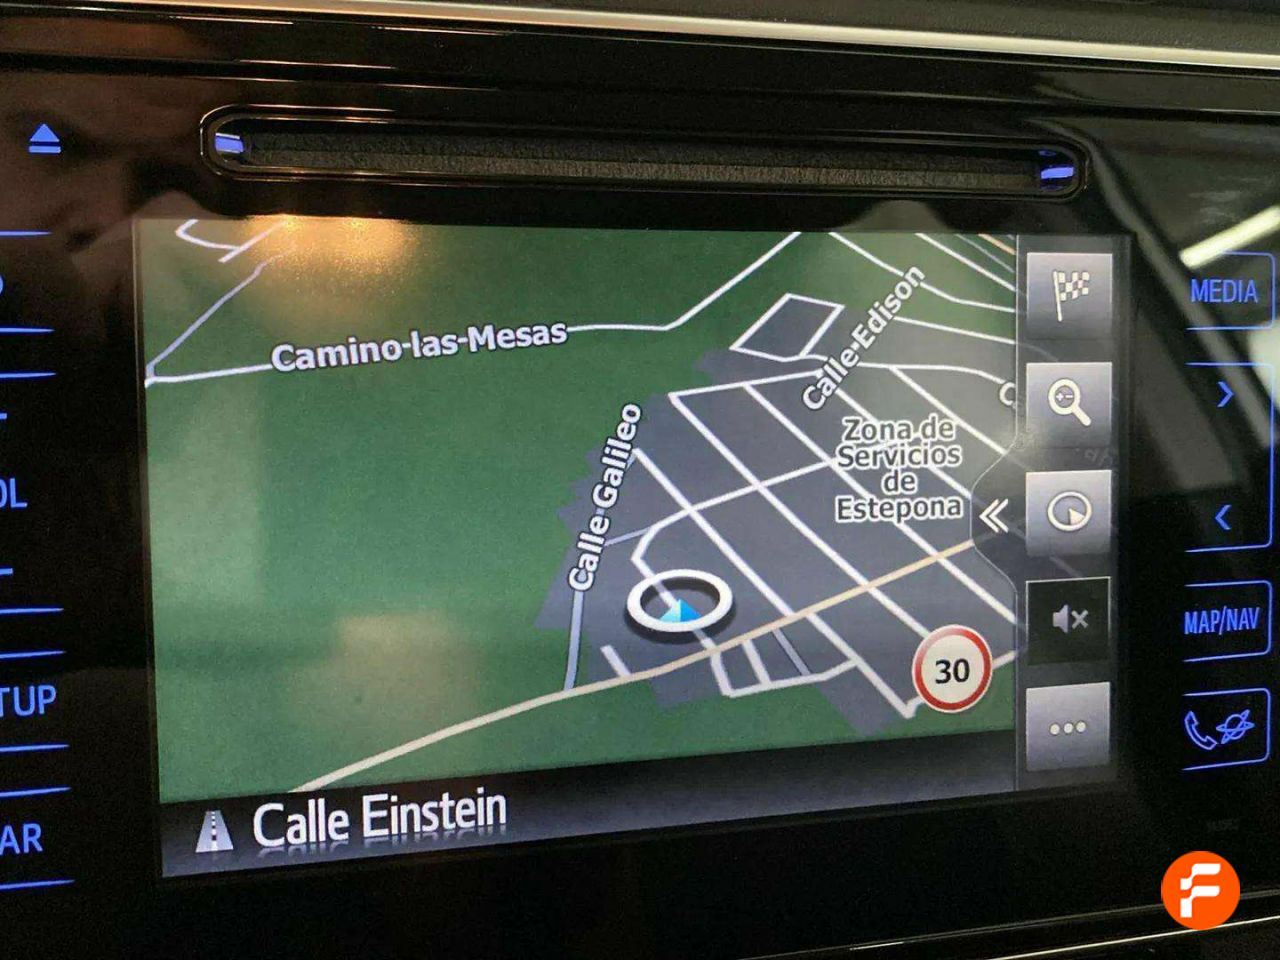 MEDIA
Camino-las-Mesas
Calle-Edison
Calle-Galileo
Zona de
Servicios
de
Estepona
OL
MAP/NAV
30
TUP
Calle Einstein
AR